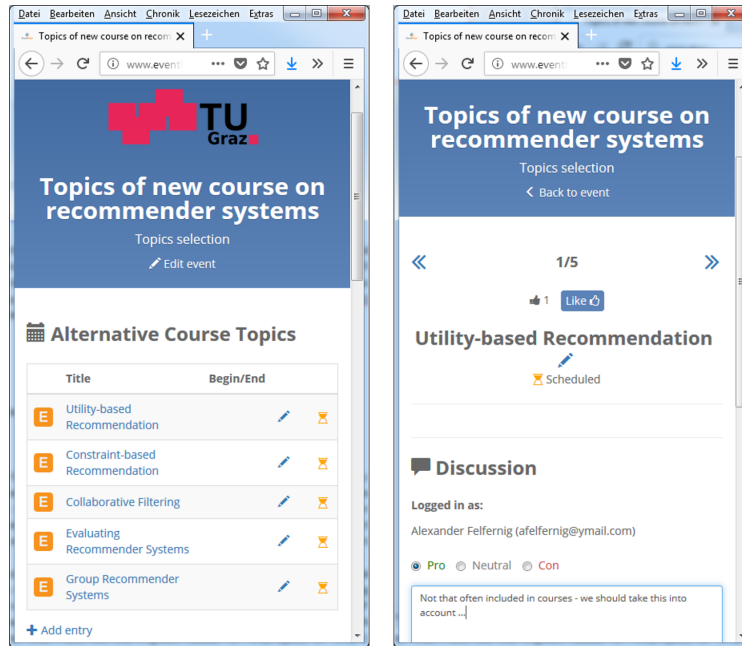 Datei Bearbeiten Ansicht Chronik Lesezeichen Extras
Topics of new course on recom
www.event
TU
Graz
Topics of new course on
recommender systems
Topics selection
Edit event
Alternative Course Topics
Title Begin/End
E Utility-based
Recommendation
E Constraint-based
Recommendation
E Collaborative Filtering
E Evaluating
Recommender Systems
E Group Recommender
Systems
Add entry
Datei Bearbeiten Ansicht Chronik Lesezeichen Extras
Topics of new course on recom
www.event
Topics of new course on
recommender systems
Topics selection
Back to event
1/5
1 Like
Utility-based Recommendation
Scheduled
Discussion
Logged in as:
Alexander Felfernig (afelfernig@ymail.com)
Pro Neutral Con
Not that often included in courses - we should take this into
account ...